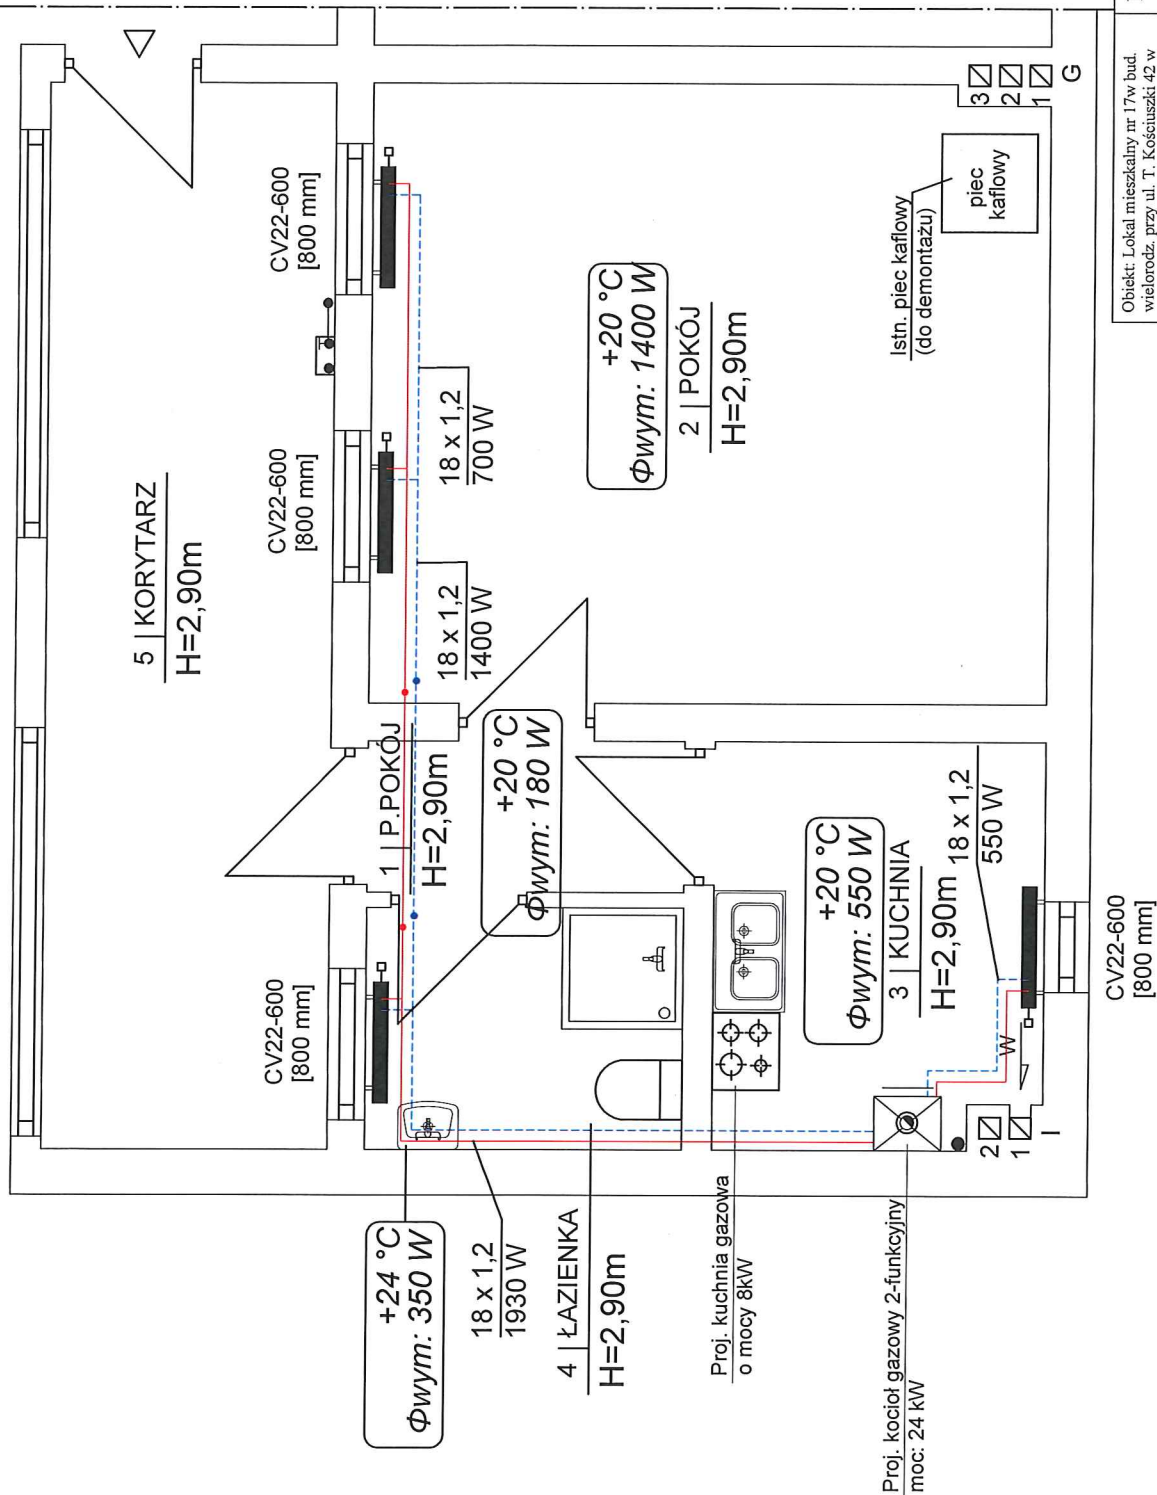 5 | KORYTARZ
H=2,90m
CV22-600
[800 mm]
CV22-600
[800 mm]
CV22-600
[800 mm]
18 x 1,2
700 W
18 x 1,2
1400 W
+20 °C
Φwym: 1400 W
2 | POKÓJ
H=2,90m
Istn. piec kaflowy
(do demontażu)
piec
kaflowy
3
2
1
G
1 | P.POKÓJ
H=2,90m
+20 °C
Φwym: 180 W
+20 °C
Φwym: 550 W
3 | KUCHNIA
H=2,90m
18 x 1,2
550 W
CV22-600
[800 mm]
W
2
1
I
+24 °C
Φwym: 350 W
18 x 1,2
1930 W
4 | ŁAZIENKA
H=2,90m
Proj. kuchnia gazowa
o mocy 8kW
Proj. kocioł gazowy 2-funkcyjny
moc: 24 kW
Obiekt: Lokal mieszkalny nr 17w bud.
wielorodz. przy ul. T. Kościuszki 42 w